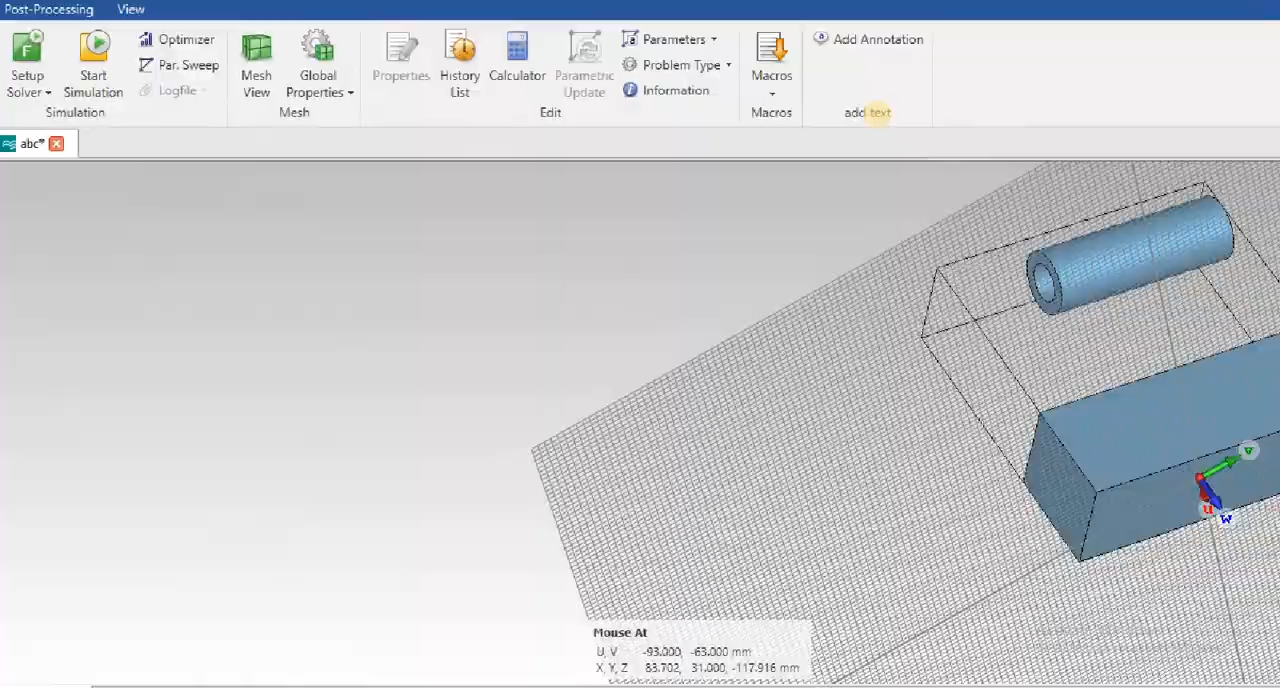 Post-Processing View
Setup Solver
Start Simulation
Optimizer
Par. Sweep
Logfile
Simulation
Mesh View
Global Properties
Mesh
Properties
History List
Calculator
Parametric Update
Parameters
Problem Type
Information
Edit
Macros
Macros
Add Annotation
add text
abc*
v
u
w
Mouse At
U, V -93.000, -63.000 mm
X, Y, Z 83.702, 31.000, -117.916 mm